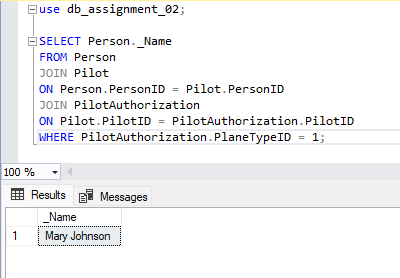 use db_assignment_02;
SELECT Person._Name
FROM Person
JOIN Pilot
ON Person.PersonID = Pilot.PersonID
JOIN PilotAuthorization
ON Pilot.PilotID = PilotAuthorization.PilotID
WHERE PilotAuthorization.PlaneTypeID = 1;
100 %
Results Messages
_Name
1 Mary Johnson